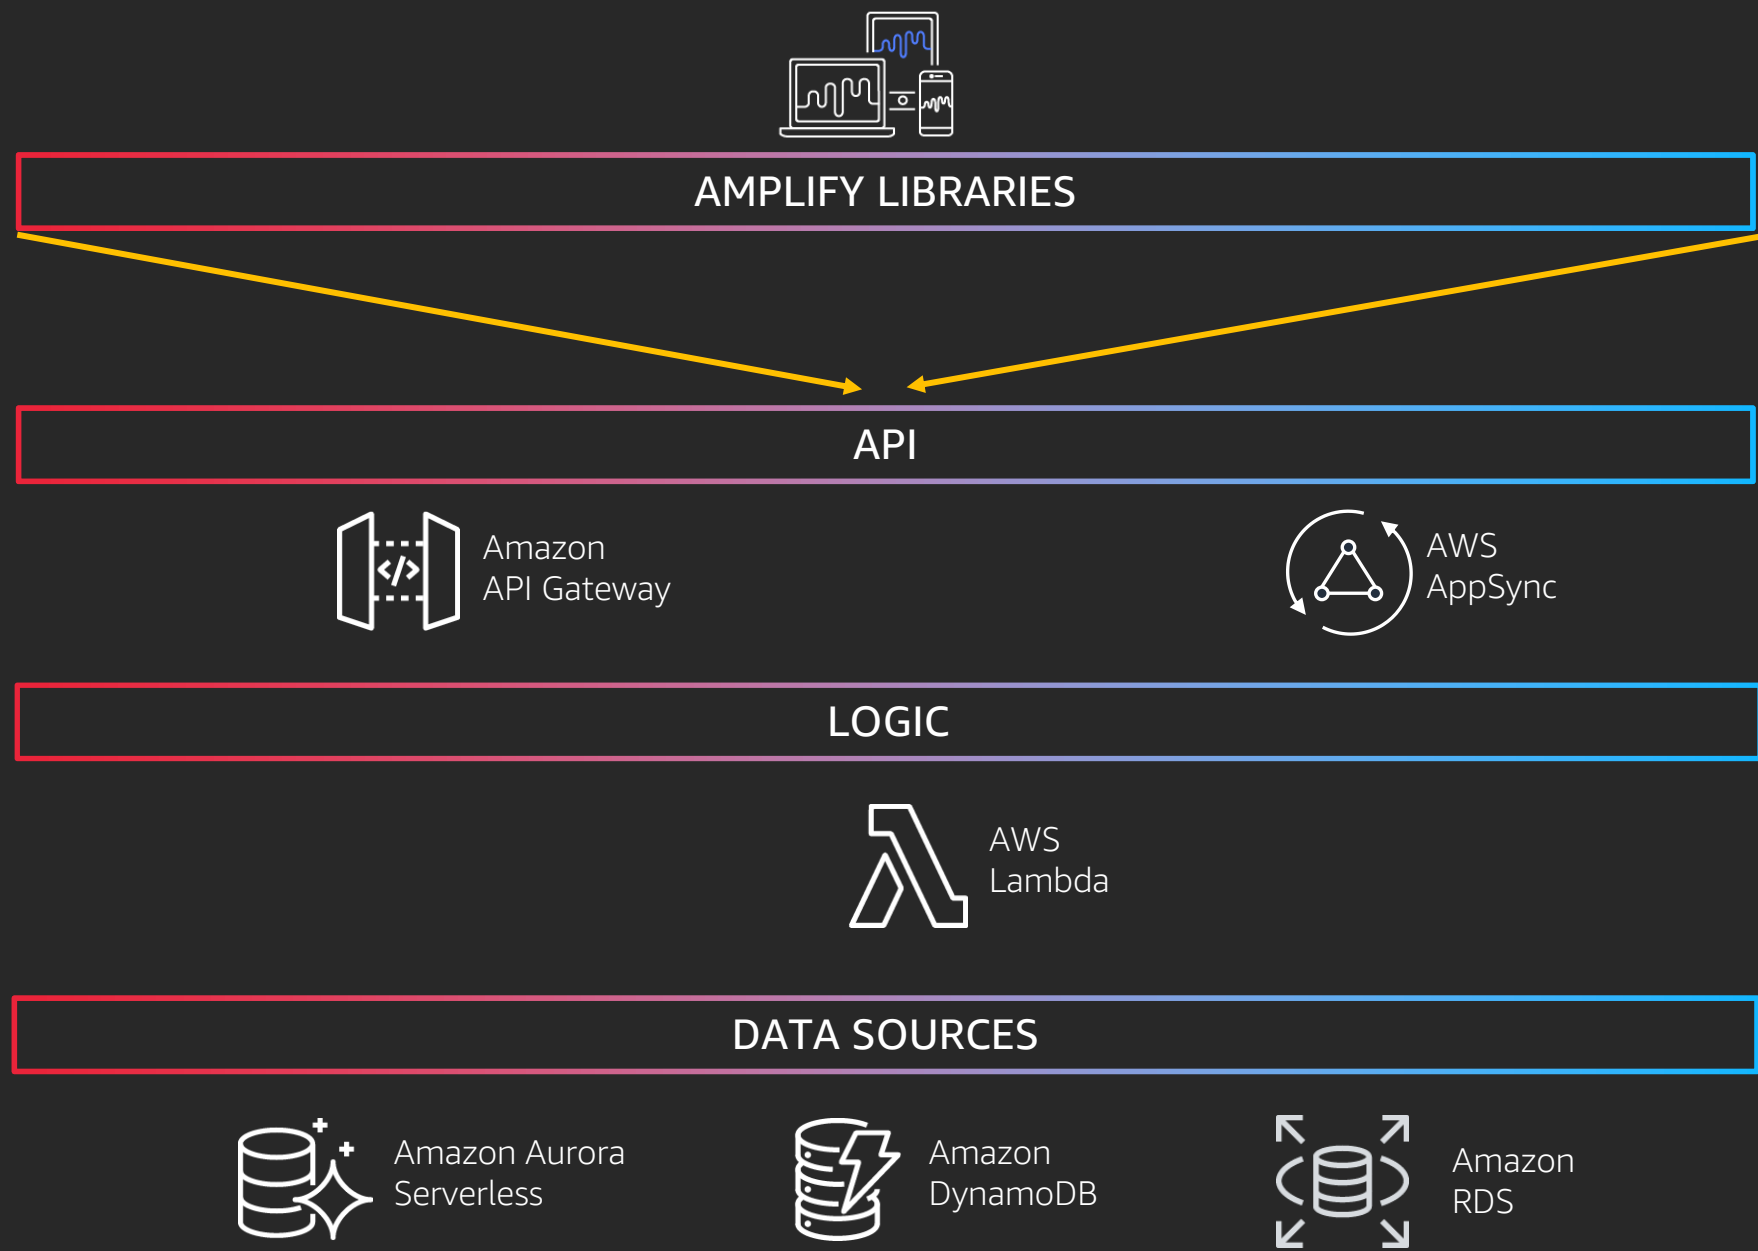 AMPLIFY LIBRARIES
API
</>
Amazon
API Gateway
AWS
AppSync
LOGIC
AWS
Lambda
DATA SOURCES
Amazon Aurora
Serverless
Amazon
DynamoDB
Amazon
RDS